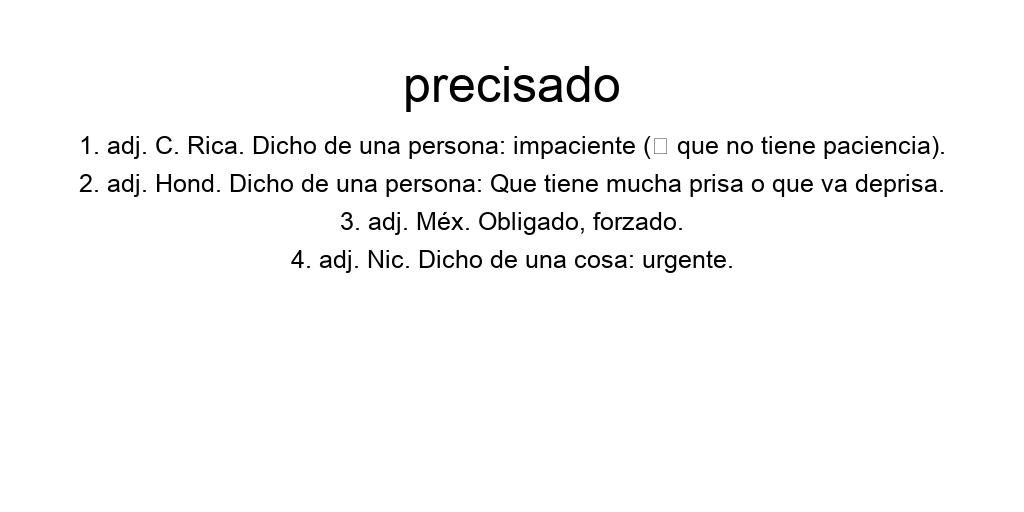 precisado
1. adj. C. Rica. Dicho de una persona: impaciente (▯ que no tiene paciencia).
2. adj. Hond. Dicho de una persona: Que tiene mucha prisa o que va deprisa.
3. adj. Méx. Obligado, forzado.
4. adj. Nic. Dicho de una cosa: urgente.